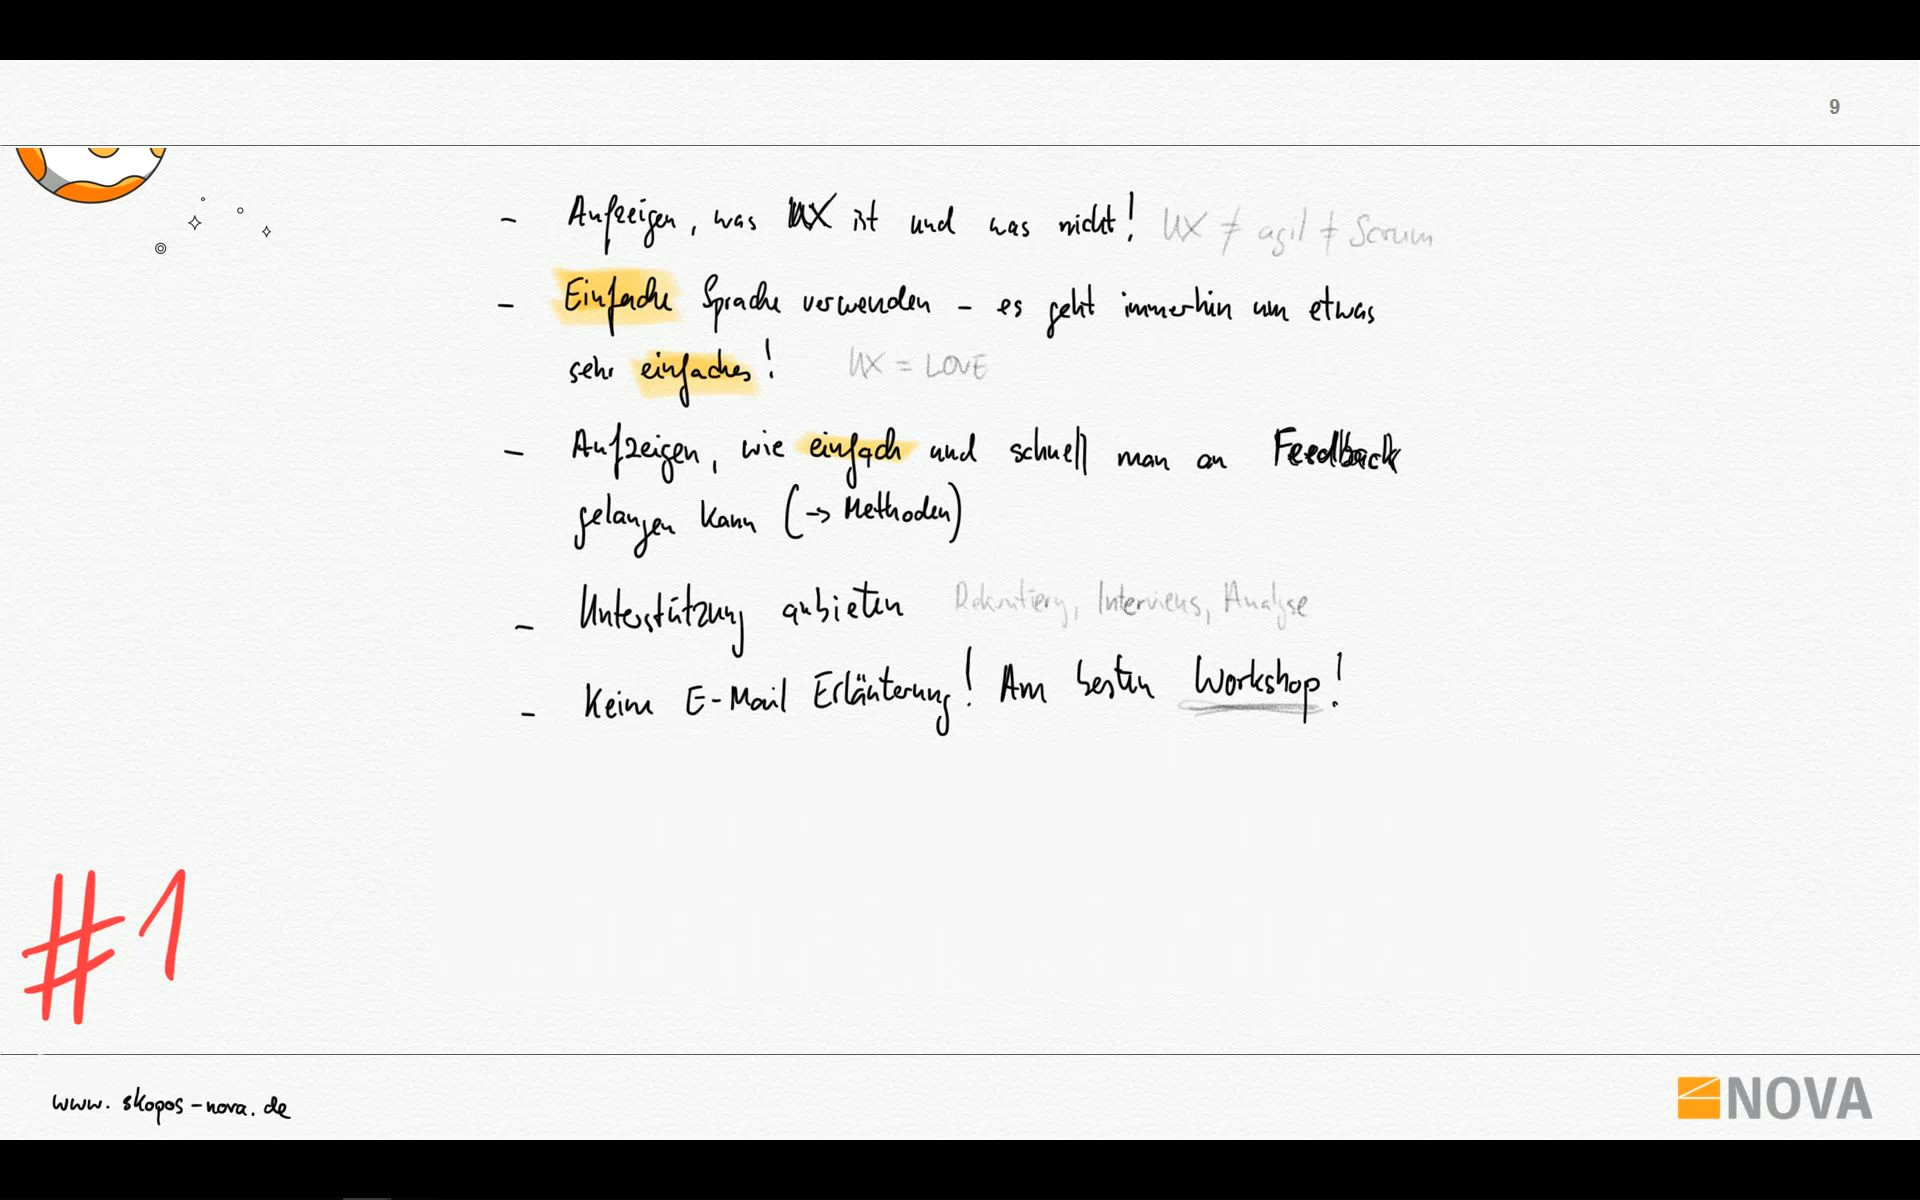 9
- Aufzeigen, was UX ist und was nicht! UX ≠ agil ≠ Scrum
- Einfache Sprache verwenden - es geht immerhin um etwas
sehr einfaches! UX = LOVE
- Aufzeigen, wie einfach und schnell man an Feedback
gelangen kann (→ Methoden)
- Unterstützung anbieten Rekrutierg, Interviews, Analyse
- Keine E-Mail Erläuterung! Am besten Workshop!
#1
www.skopos-nova.de
NOVA